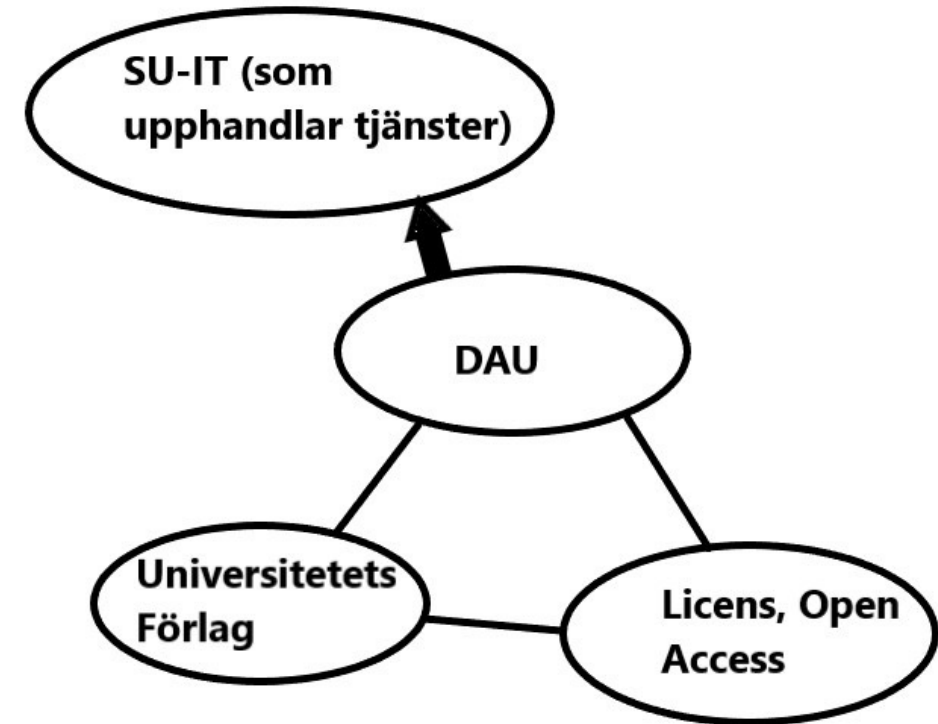 SU-IT (som
upphandlar tjänster)
DAU
Universitetets
Förlag
Licens, Open
Access